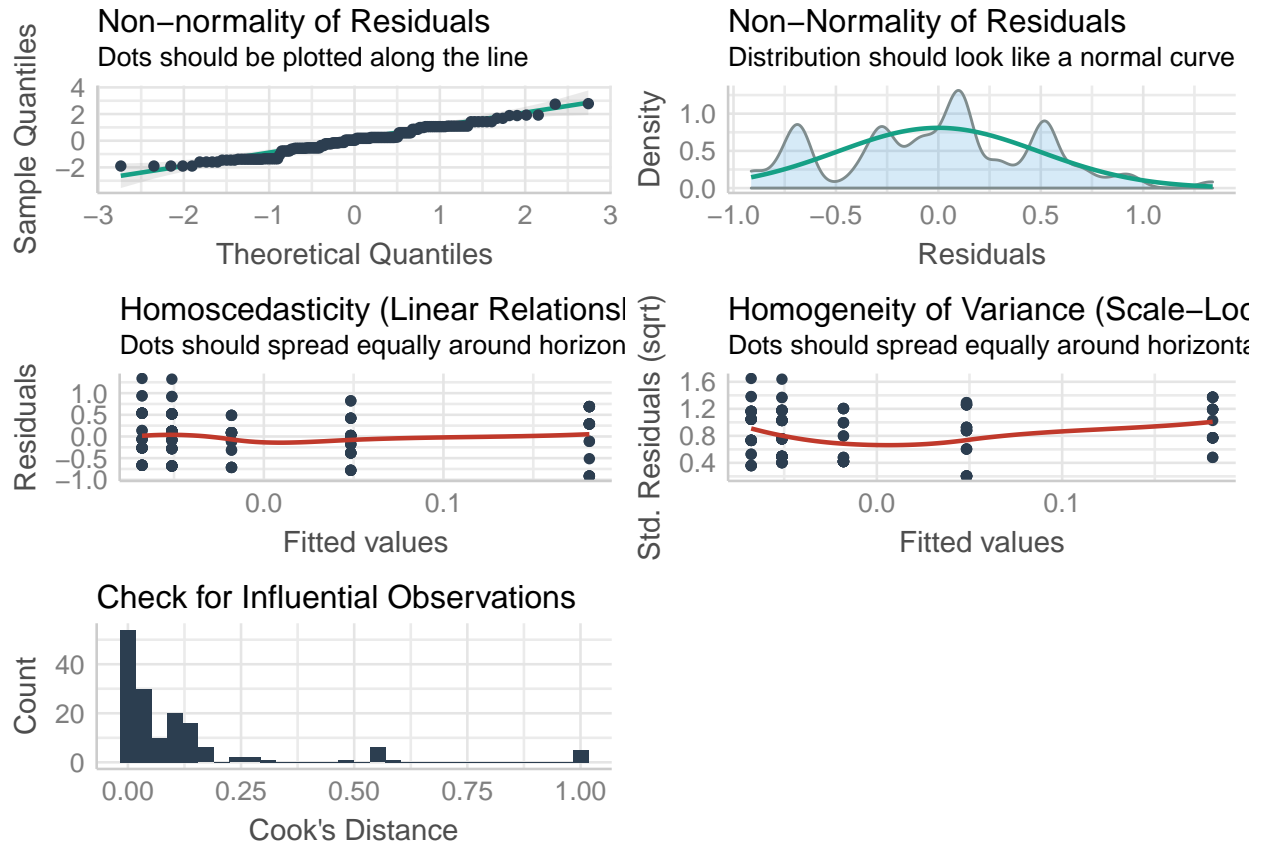 Non−normality of Residuals
Dots should be plotted along the line
Sample Quantiles
4
2
0
−2
−3 −2 −1 0 1 2 3
Theoretical Quantiles
Non−Normality of Residuals
Distribution should look like a normal curve
Density
1.0
0.5
0.0
−1.0 −0.5 0.0 0.5 1.0
Residuals
Homoscedasticity (Linear Relationsl
Dots should spread equally around horizon
Residuals
1.0
0.5
0.0
−0.5
−1.0
0.0 0.1
Fitted values
Homogeneity of Variance (Scale−Loc
Dots should spread equally around horizonta
Std. Residuals (sqrt)
1.6
1.2
0.8
0.4
0.0 0.1
Fitted values
Check for Influential Observations
Count
40
20
0
0.00 0.25 0.50 0.75 1.00
Cook's Distance